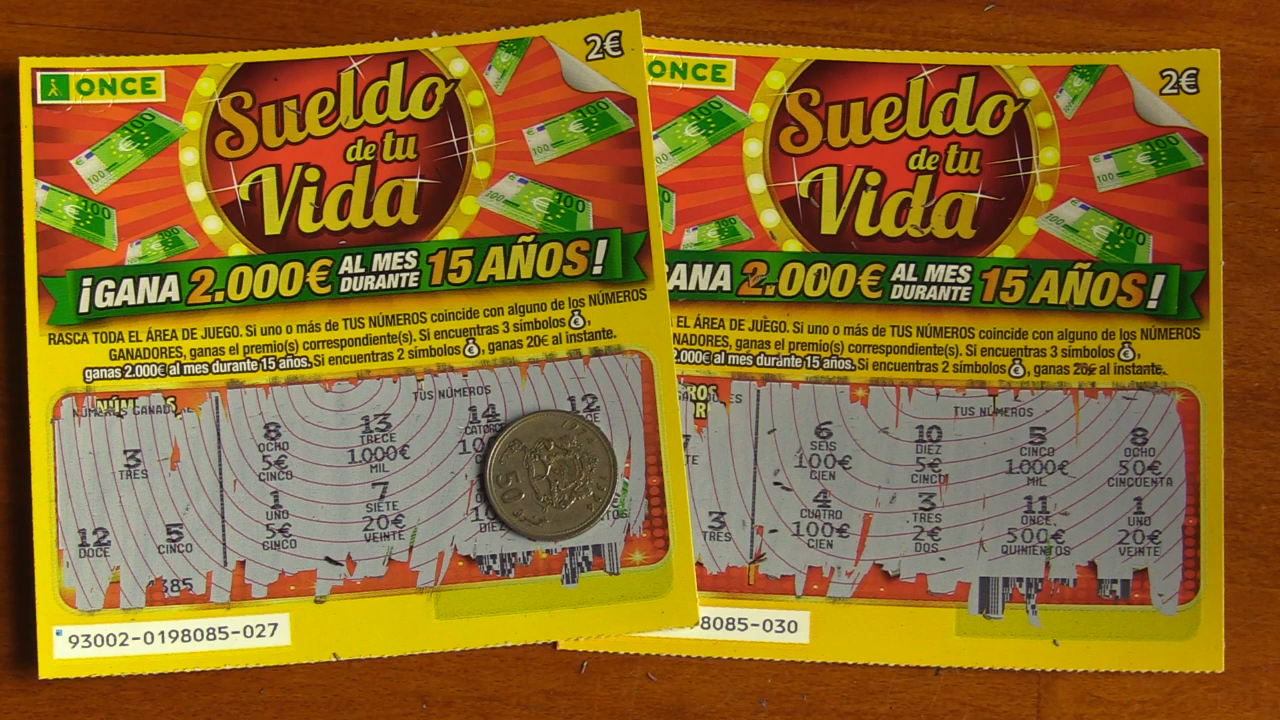 ONCE
2€
Sueldo
de tu
Vida
100
100
100
100
¡GANA 2.000€ AL MES DURANTE 15 AÑOS!
RASCA TODA EL ÁREA DE JUEGO. Si uno o más de TUS NÚMEROS coincide con alguno de los NÚMEROS
GANADORES, ganas el premio(s) correspondiente(s). Si encuentras 3 símbolos,
ganas 2.000€ al mes durante 15 años. Si encuentras 2 símbolos, ganas 20€ al instante.
TUS NÚMEROS
8 13 14 12
OCHO TRECE
5€ 1.000€
CINCO MIL
3
TRES
1 7
UNO SIETE
5€ 20€
CINCO VEINTE
12 5
DOCE CINCO
50
93002-0198085-027
ONCE
2€
Sueldo
de tu
Vida
100
100
ANA 2.000€ AL MES DURANTE 15 AÑOS!
EL ÁREA DE JUEGO. Si uno o más de TUS NÚMEROS coincide con alguno de los NÚMEROS
NADORES, ganas el premio(s) correspondiente(s). Si encuentras 3 símbolos,
2.000€ al mes durante 15 años. Si encuentras 2 símbolos, ganas 20€ al instante.
TUS NÚMEROS
6 10 5 8
SEIS DIEZ CINCO OCHO
100€ 5€ 1.000€ 50€
CIEN CINCO MIL CINCUENTA
3 4 3 11 1
TRES CUATRO TRES ONCE UNO
100€ 2€ 500€ 20€
CIEN DOS QUINIENTOS VEINTE
8085-030